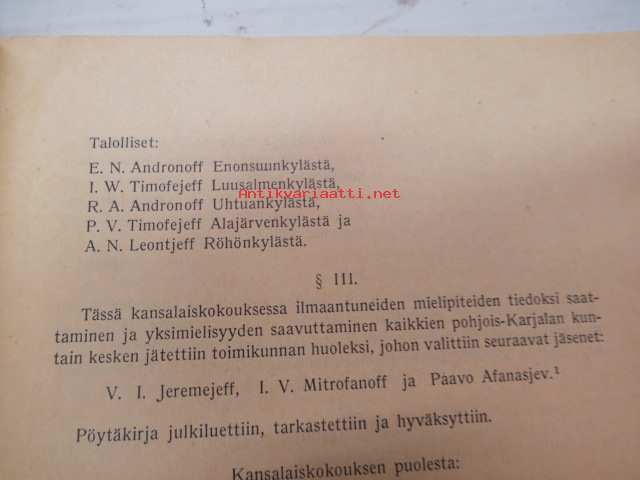 Talolliset:
E. N. Andronoff Enonsuunkylästä,
I. W. Timofejeff Luusalmenkylästä,
Antikvariaatti.net
R. A. Andronoff Uhtuankylästä,
P. V. Timofejeff Alajärvenkylästä ja
A. N. Leontjeff Röhönkylästä.
§ III.
Tässä kansalaiskokouksessa ilmaantuneiden mielipiteiden tiedoksi saat-
taminen ja yksimielisyyden saavuttaminen kaikkien pohjois-Karjalan kun-
tain kesken jätettiin toimikunnan huoleksi, johon valittiin seuraavat jäsenet:
V. I. Jeremejeff, I. V. Mitrofanoff ja Paavo Afanasjev.¹
Pöytäkirja julkiluettiin, tarkastettiin ja hyväksyttiin.
Kansalaiskokouksen puolesta: